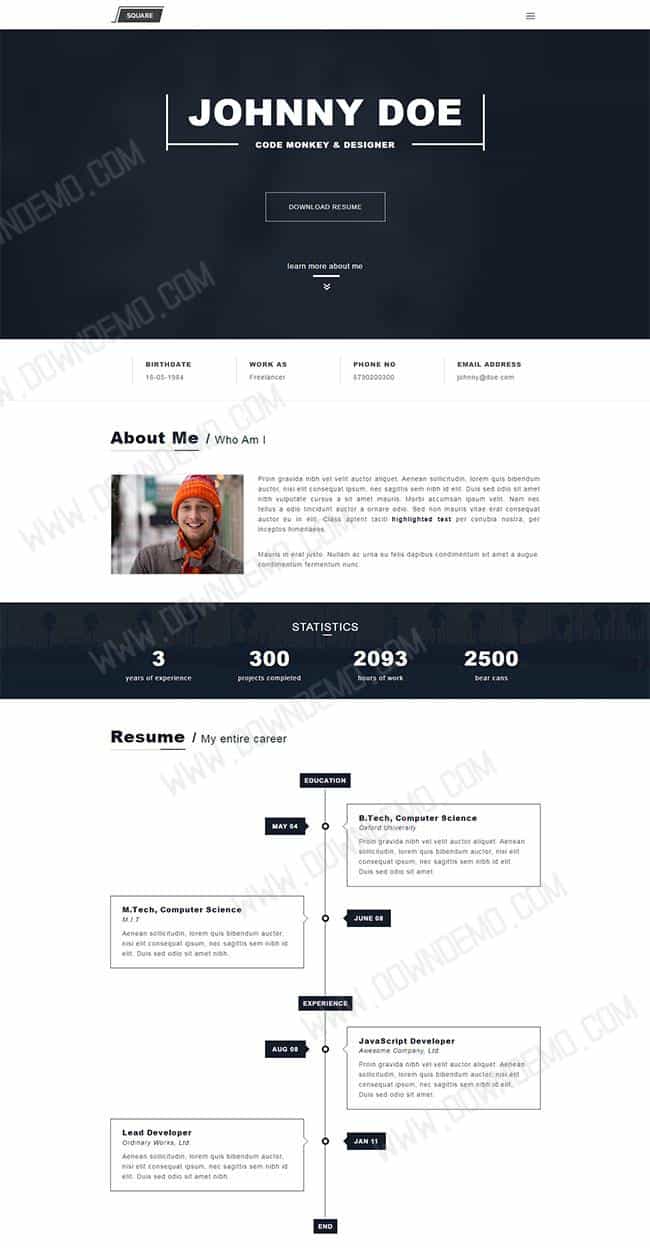 SQUARE
JOHNNY DOE
CODE MONKEY & DESIGNER
DOWNLOAD RESUME
learn more about me
BIRTHDATE
16-05-1984
WORK AS
Freelancer
PHONE NO
8790200300
EMAIL ADDRESS
johnny@doe.com
About Me / Who Am I
Proin gravida nibh vel velit auctor aliquet. Aenean sollicitudin, lorem quis bibendum
auctor, nisi elit consequat ipsum, nec sagittis sem nibh id elit. Duis sed odio sit amet
nibh vulputate cursus a sit amet mauris. Morbi accumsan ipsum velit. Nam nec
tellus a odio tincidunt auctor a ornare odio. Sed non mauris vitae erat consequat
auctor eu in elit. Class aptent taciti highlighted text per conubia nostra, per
inceptos himenaeos.
Mauris in erat justo. Nullam ac urna eu felis dapibus condimentum sit amet a augue.
condimentum fermentum nunc.
STATISTICS
3
years of experience
300
projects completed
2093
hours of work
2500
bear cans
Resume / My entire career
EDUCATION
MAY 04
B.Tech, Computer Science
Oxford University
Proin gravida nibh vel velit auctor aliquet. Aenean
sollicitudin, lorem quis bibendum auctor, nisi elit
consequat ipsum, nec sagittis sem nibh id elit.
Duis sed odio sit amet.
M.Tech, Computer Science
M I T
Aenean sollicitudin, lorem quis bibendum auctor,
nisi elit consequat ipsum, nec sagittis sem nibh id
elit. Duis sed odio sit amet nibh.
JUNE 08
EXPERIENCE
AUG 08
JavaScript Developer
Awesome Company, Ltd
Proin gravida nibh vel velit auctor aliquet. Aenean
sollicitudin, lorem quis bibendum auctor, nisi elit
consequat ipsum, nec sagittis sem nibh id elit.
Duis sed odio sit amet.
Lead Developer
Ordinary Works, Ltd
Aenean sollicitudin, lorem quis bibendum auctor,
nisi elit consequat ipsum, nec sagittis sem nibh id
elit. Duis sed odio sit amet nibh.
JAN 11
END
WWW.DOWNDEMO.COM